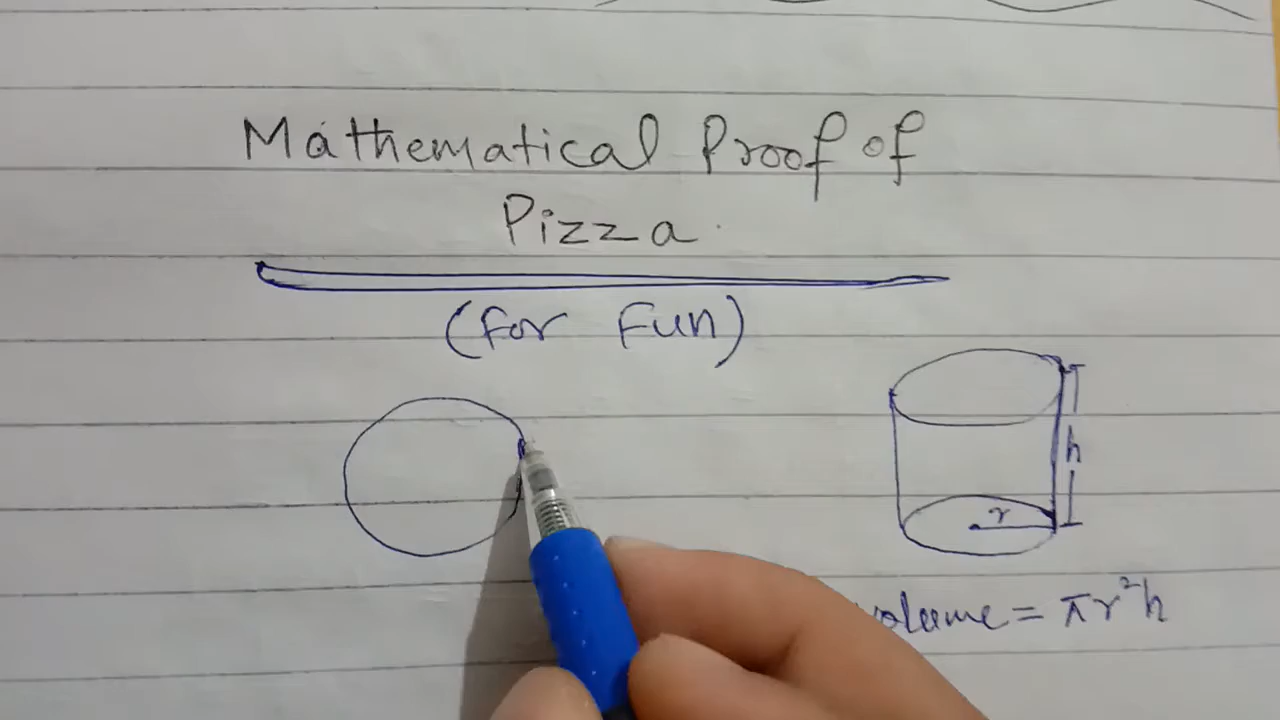 Mathematical Proof of
Pizza
(For Fun)
h
r
volume = πr²h